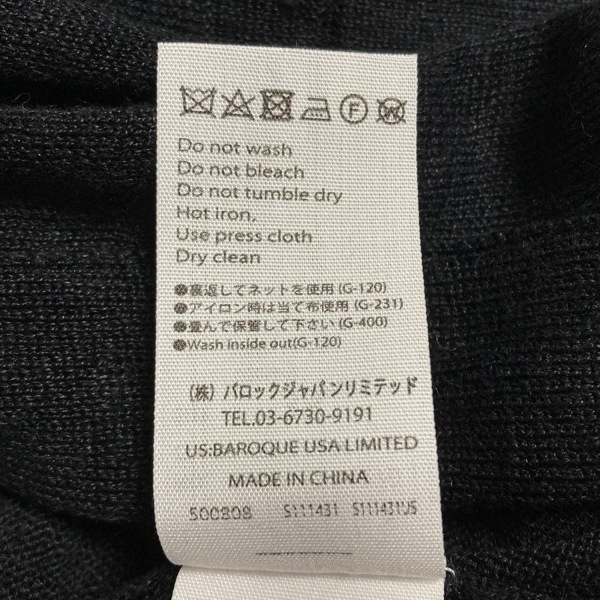 F W
Do not wash
Do not bleach
Do not tumble dry
Hot iron,
Use press cloth
Dry clean
●裏返してネットを使用(G-120)
●アイロン時は当て布使用(G-231)
●畳んで保管して下さい(G-400)
●Wash inside out(G-120)
(株) バロックジャパンリミテッド
TEL.03-6730-9191
US:BAROQUE USA LIMITED
MADE IN CHINA
500808 S111431 S111431US